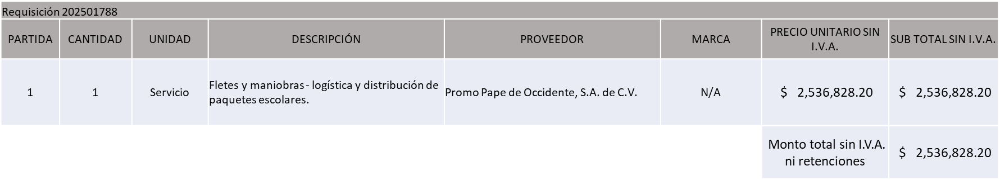 Requisición 202501788
PARTIDA CANTIDAD UNIDAD DESCRIPCIÓN PROVEEDOR MARCA PRECIO UNITARIO SIN I.V.A. SUB TOTAL SIN I.V.A.
1 1 Servicio Fletes y maniobras - logística y distribución de paquetes escolares. Promo Pape de Occidente, S.A. de C.V. N/A $ 2,536,828.20 $ 2,536,828.20
Monto total sin I.V.A. ni retenciones $ 2,536,828.20